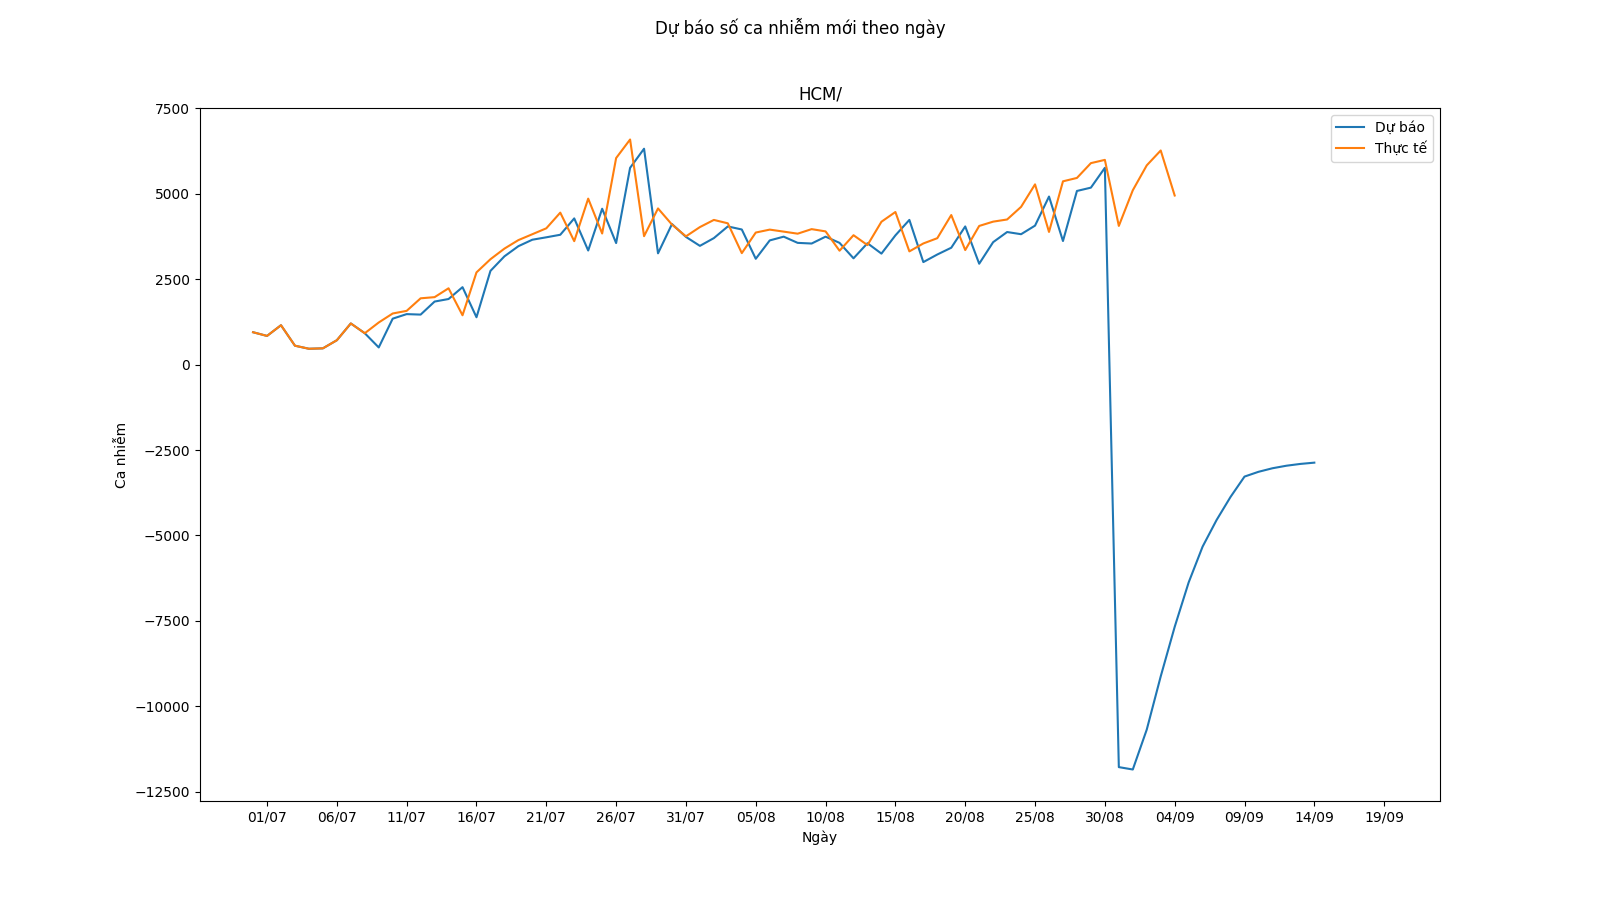 Dự báo số ca nhiễm mới theo ngày
HCM/
7500
5000
2500
0
−2500
−5000
−7500
−10000
−12500
Ca nhiễm
Dự báo
Thực tế
01/07 06/07 11/07 16/07 21/07 26/07 31/07 05/08 10/08 15/08 20/08 25/08 30/08 04/09 09/09 14/09 19/09
Ngày